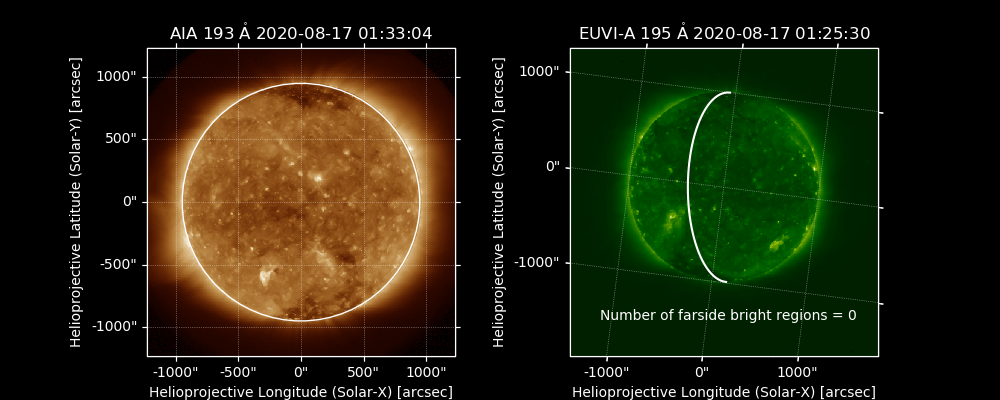 AIA 193 Å 2020-08-17 01:33:04
Helioprojective Latitude (Solar-Y) [arcsec]
1000"
500"
0"
-500"
-1000"
-1000"
-500"
0"
500"
1000"
Helioprojective Longitude (Solar-X) [arcsec]
EUVI-A 195 Å 2020-08-17 01:25:30
Helioprojective Latitude (Solar-Y) [arcsec]
1000"
0"
-1000"
Number of farside bright regions = 0
-1000"
0"
1000"
Helioprojective Longitude (Solar-X) [arcsec]